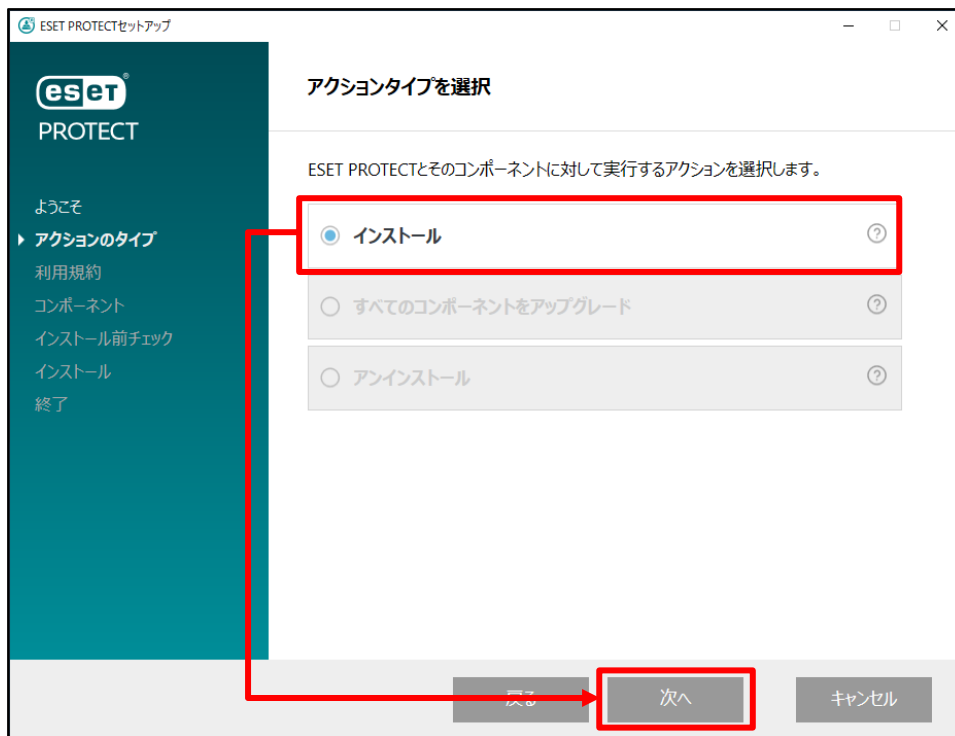 ESET PROTECTセットアップ
eseT
PROTECT
ようこそ
アクションのタイプ
利用規約
コンポーネント
インストール前チェック
インストール
終了
アクションタイプを選択
ESET PROTECTとそのコンポーネントに対して実行するアクションを選択します。
インストール
すべてのコンポーネントをアップグレード
アンインストール
戻る
次へ
キャンセル